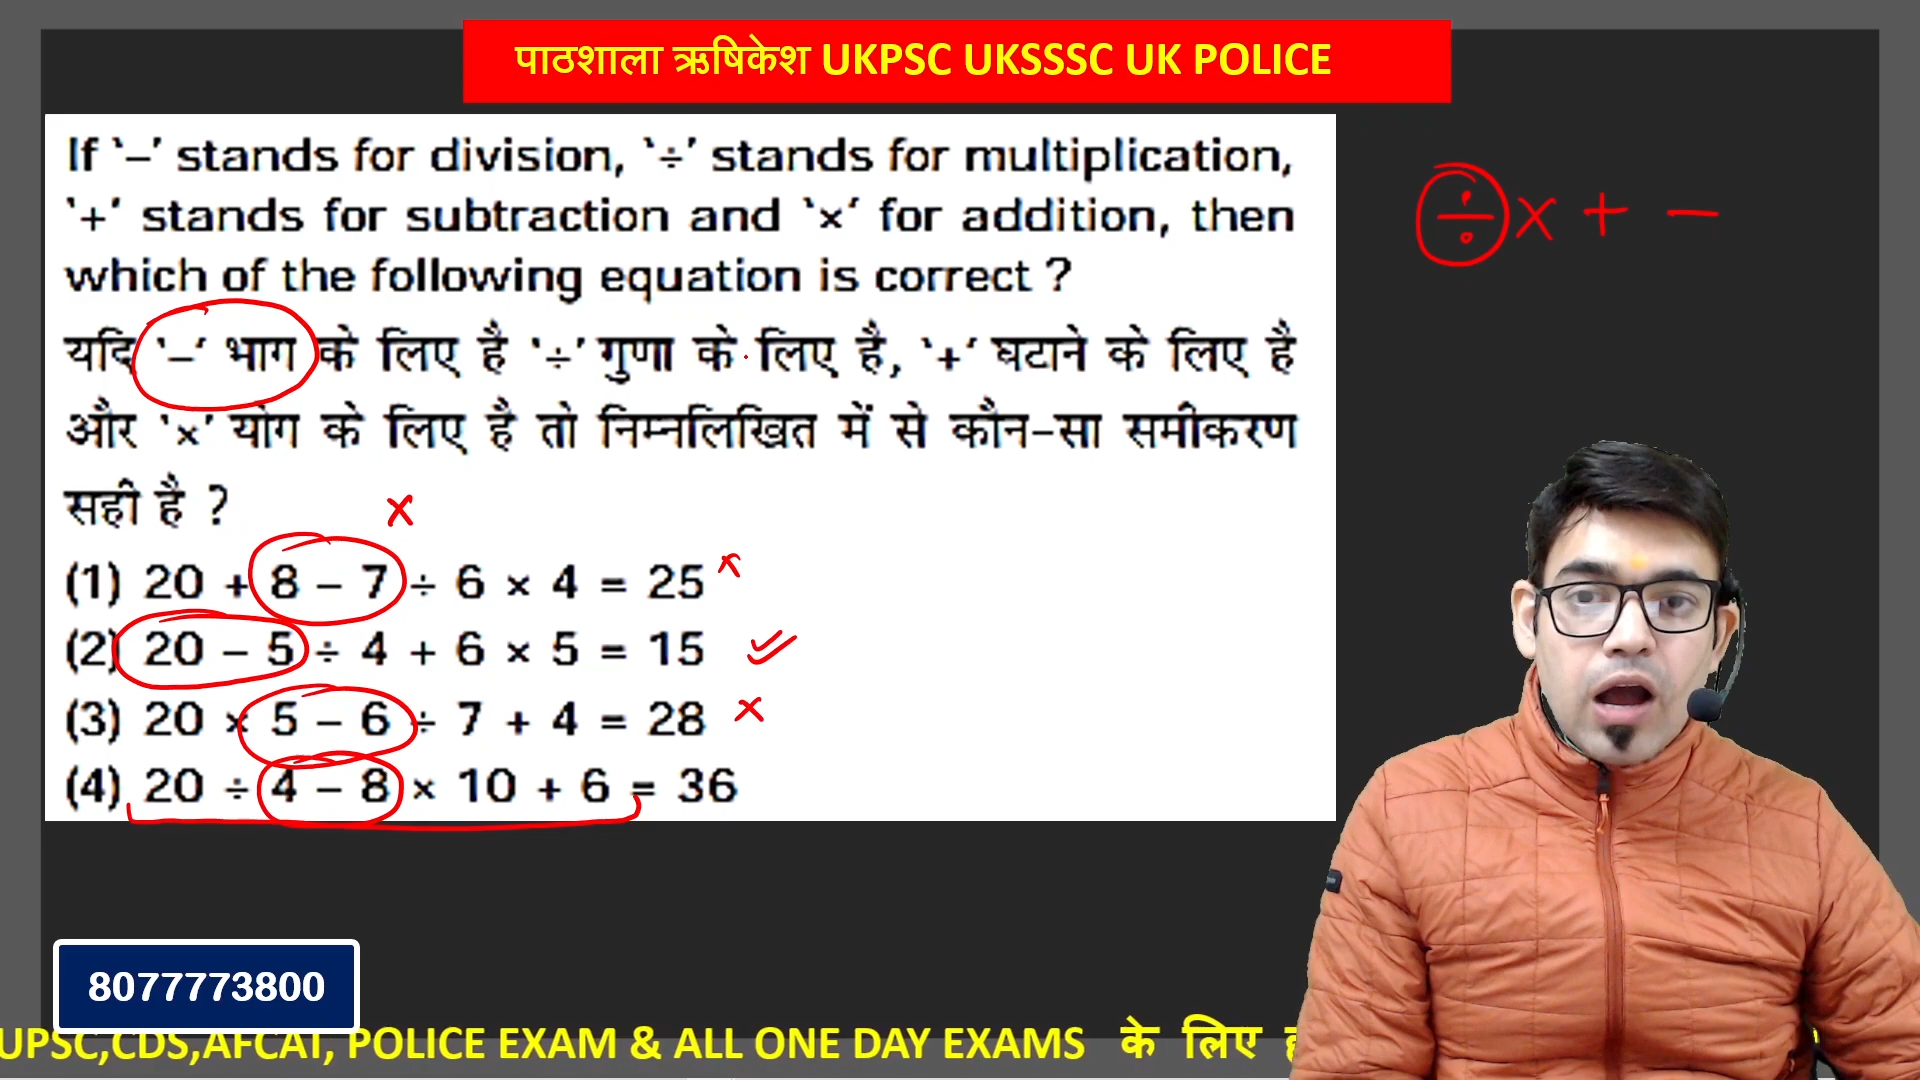 पाठशाला ऋषिकेश UKPSC UKSSSC UK POLICE
If ‘–’ stands for division, ‘÷’ stands for multiplication,
‘+’ stands for subtraction and ‘×’ for addition, then
which of the following equation is correct ?
यदि ‘–’ भाग के लिए है ‘÷’ गुणा के लिए है, ‘+’ घटाने के लिए है
और ‘×’ योग के लिए है तो निम्नलिखित में से कौन-सा समीकरण
सही है ?
(1) 20 + 8 – 7 ÷ 6 × 4 = 25
(2) 20 – 5 ÷ 4 + 6 × 5 = 15
(3) 20 × 5 – 6 ÷ 7 + 4 = 28
(4) 20 ÷ 4 – 8 × 10 + 6 = 36
÷ × + –
8077773800
UPSC,CDS,AFCAT, POLICE EXAM & ALL ONE DAY EXAMS के लिए